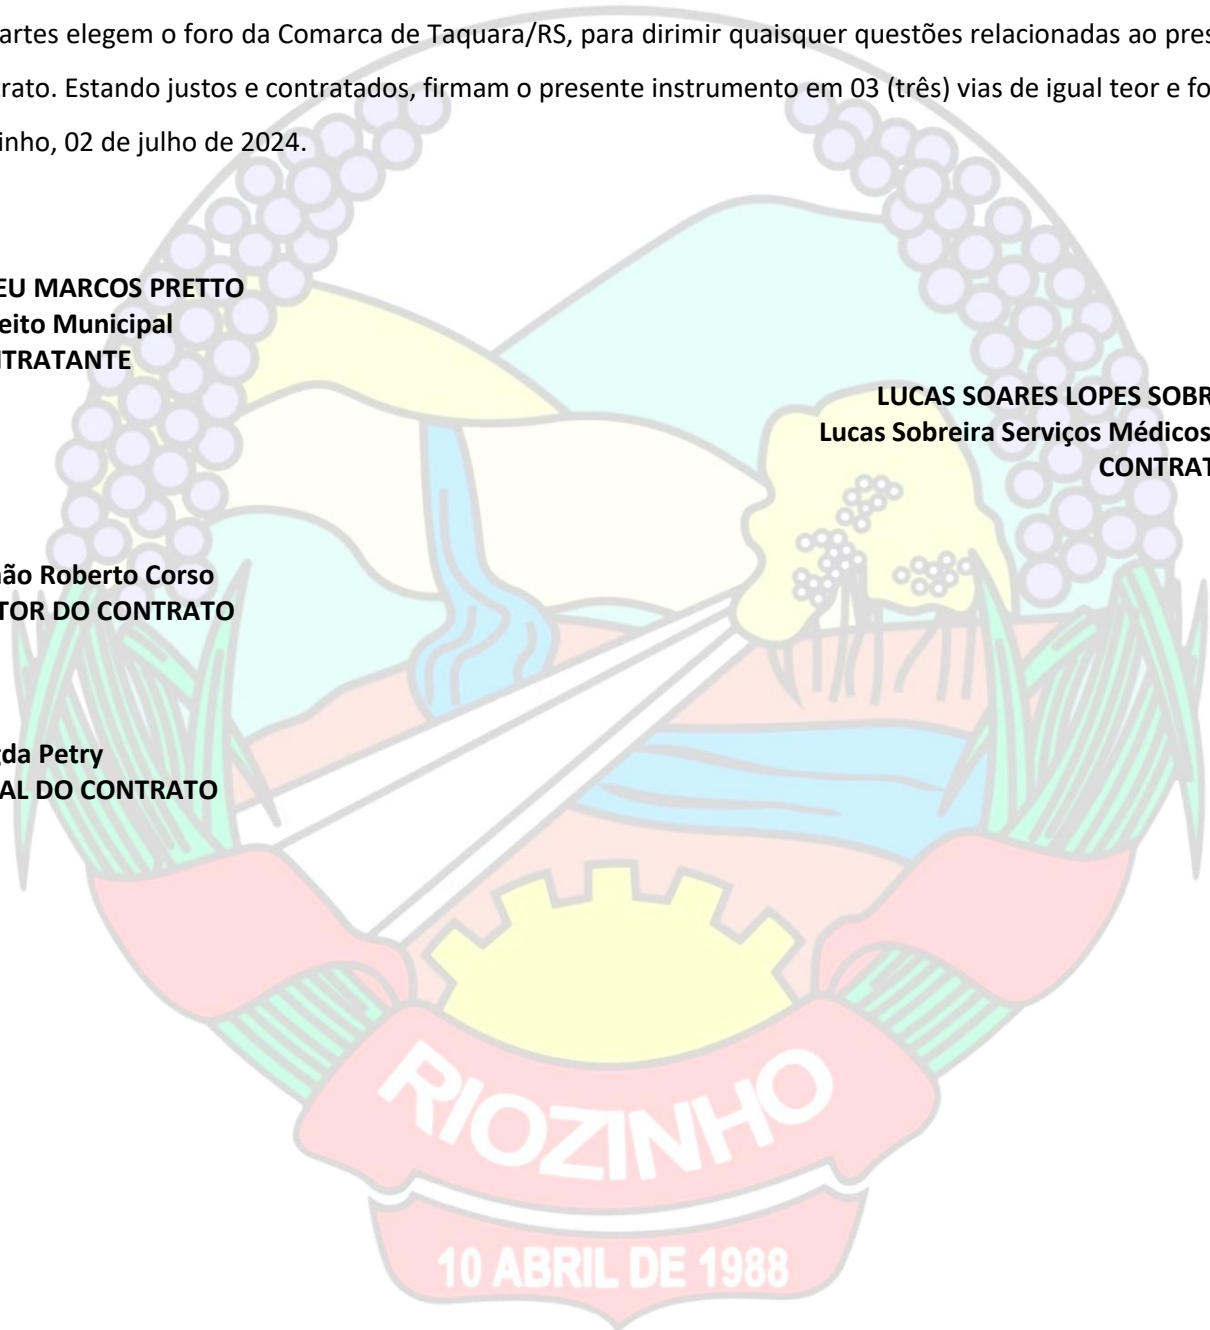 artes elegem o foro da Comarca de Taquara/RS, para dirimir quaisquer questões relacionadas ao pres
trato. Estando justos e contratados, firmam o presente instrumento em 03 (três) vias de igual teor e fo
inho, 02 de julho de 2024.
EU MARCOS PRETTO
eito Municipal
NTRATANTE
LUCAS SOARES LOPES SOBR
Lucas Sobreira Serviços Médicos
CONTRAT
ão Roberto Corso
TOR DO CONTRATO
gda Petry
AL DO CONTRATO
RIOZINHO
10 ABRIL DE 1988